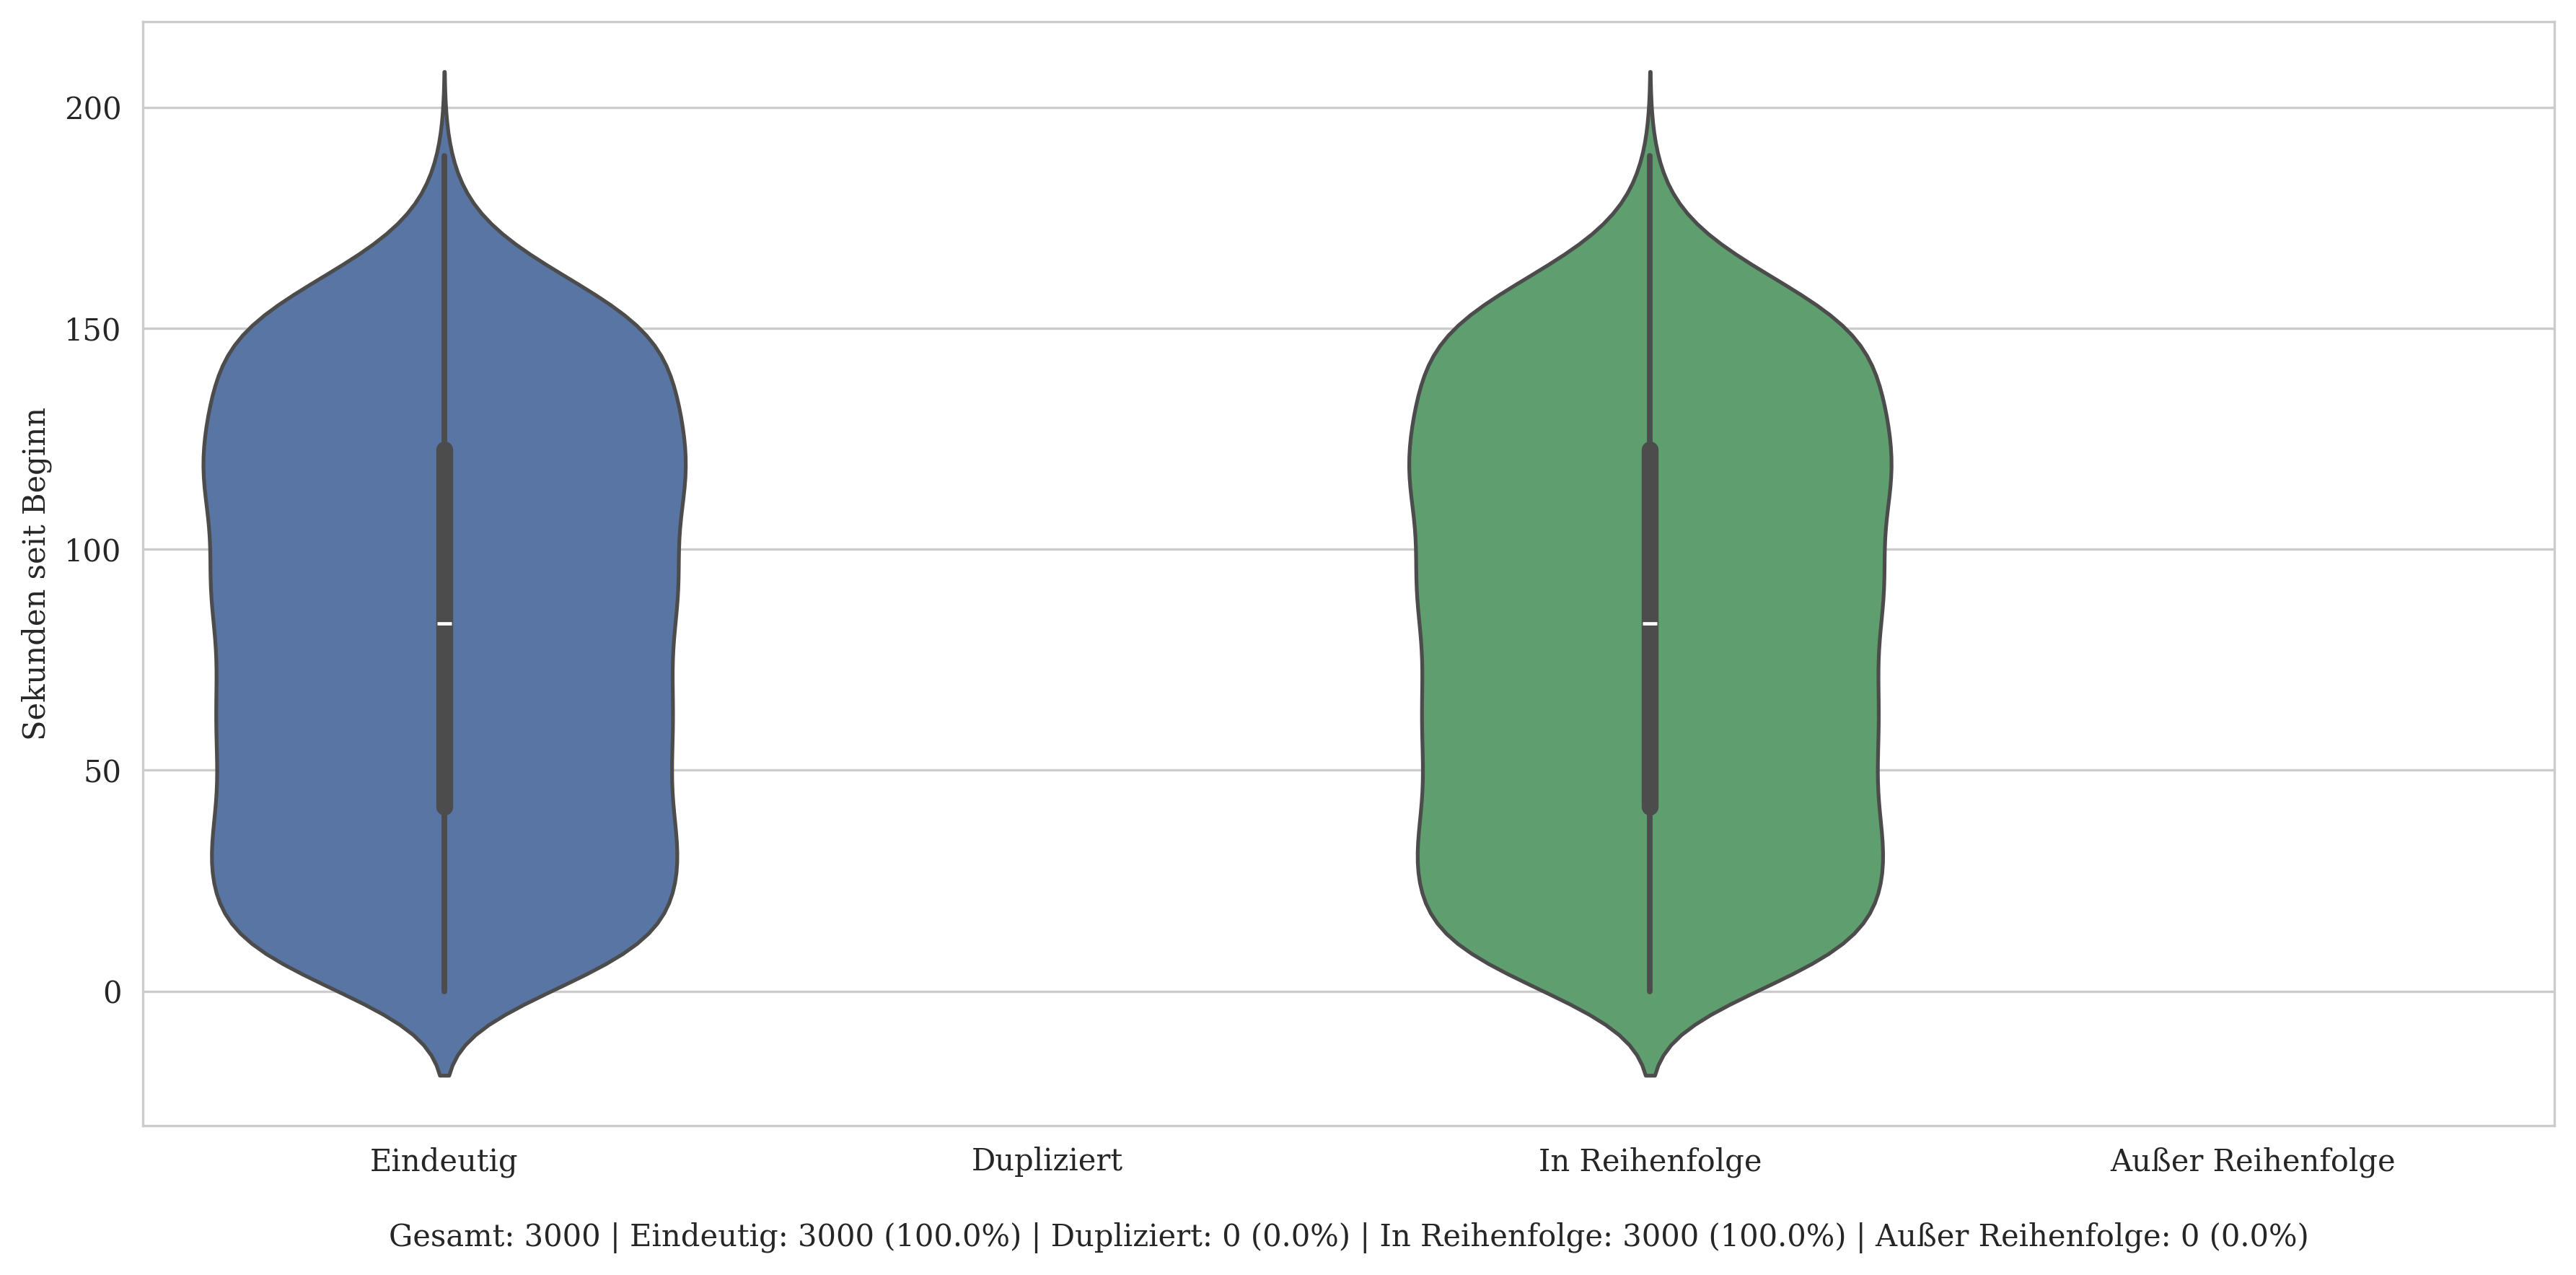 Sekunden seit Beginn
200
150
100
50
0
Eindeutig
Dupliziert
In Reihenfolge
Außer Reihenfolge
Gesamt: 3000 | Eindeutig: 3000 (100.0%) | Dupliziert: 0 (0.0%) | In Reihenfolge: 3000 (100.0%) | Außer Reihenfolge: 0 (0.0%)